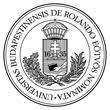 UNIVERSITAS BUDAPESTINENSIS DE ROLANDO EÖTVÖS NOMINATA